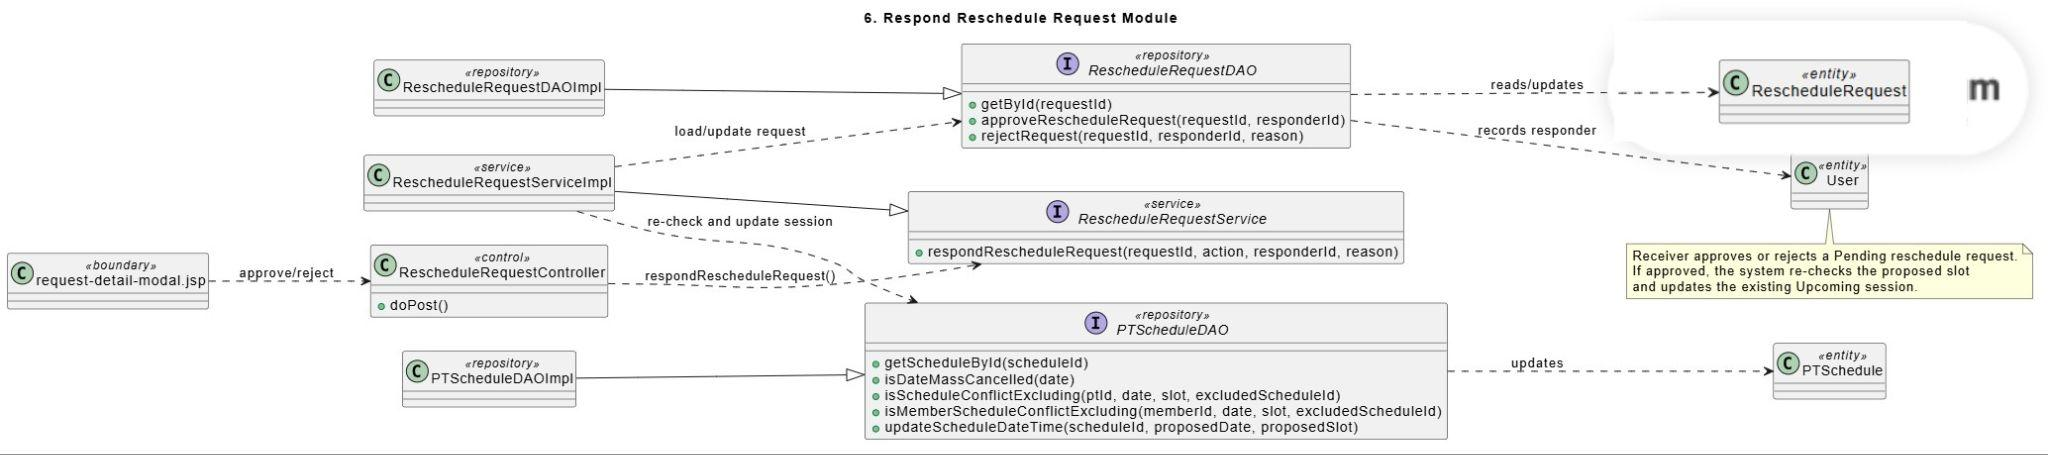 6. Respond Reschedule Request Module
«repository»
C RescheduleRequestDAOImpl
«repository»
I RescheduleRequestDAO
getById(requestId)
approveRescheduleRequest(requestId, responderId)
rejectRequest(requestId, responderId, reason)
reads/updates
«entity»
C RescheduleRequest
m
load/update request
records responder
«service»
C RescheduleRequestServiceImpl
«entity»
C User
«service»
I RescheduleRequestService
respondRescheduleRequest(requestId, action, responderId, reason)
re-check and update session
«boundary»
C request-detail-modal.jsp
approve/reject
«control»
C RescheduleRequestController
doPost()
respondRescheduleRequest()
Receiver approves or rejects a Pending reschedule request.
If approved, the system re-checks the proposed slot
and updates the existing Upcoming session.
«repository»
C PTScheduleDAOImpl
«repository»
I PTScheduleDAO
getScheduleById(scheduleId)
isDateMassCancelled(date)
isScheduleConflictExcluding(ptId, date, slot, excludedScheduleId)
isMemberScheduleConflictExcluding(memberId, date, slot, excludedScheduleId)
updateScheduleDateTime(scheduleId, proposedDate, proposedSlot)
updates
«entity»
C PTSchedule